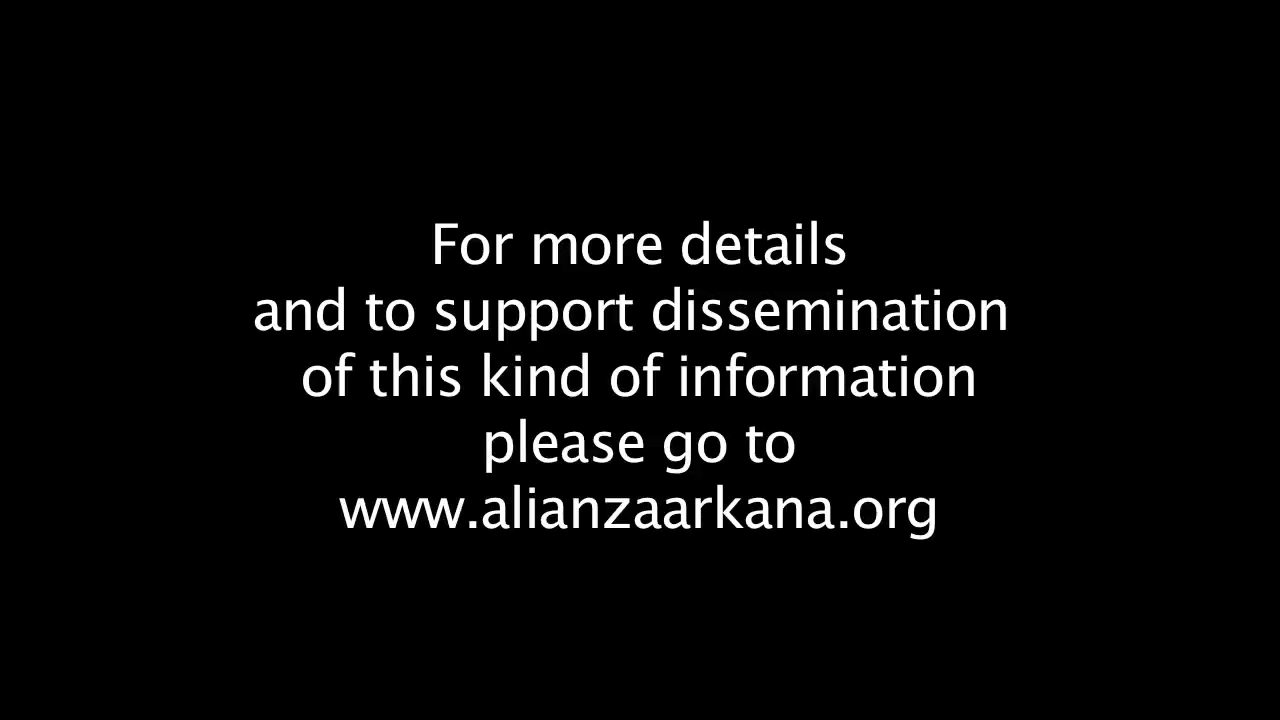 For more details
and to support dissemination
of this kind of information
please go to
www.alianzaarkana.org